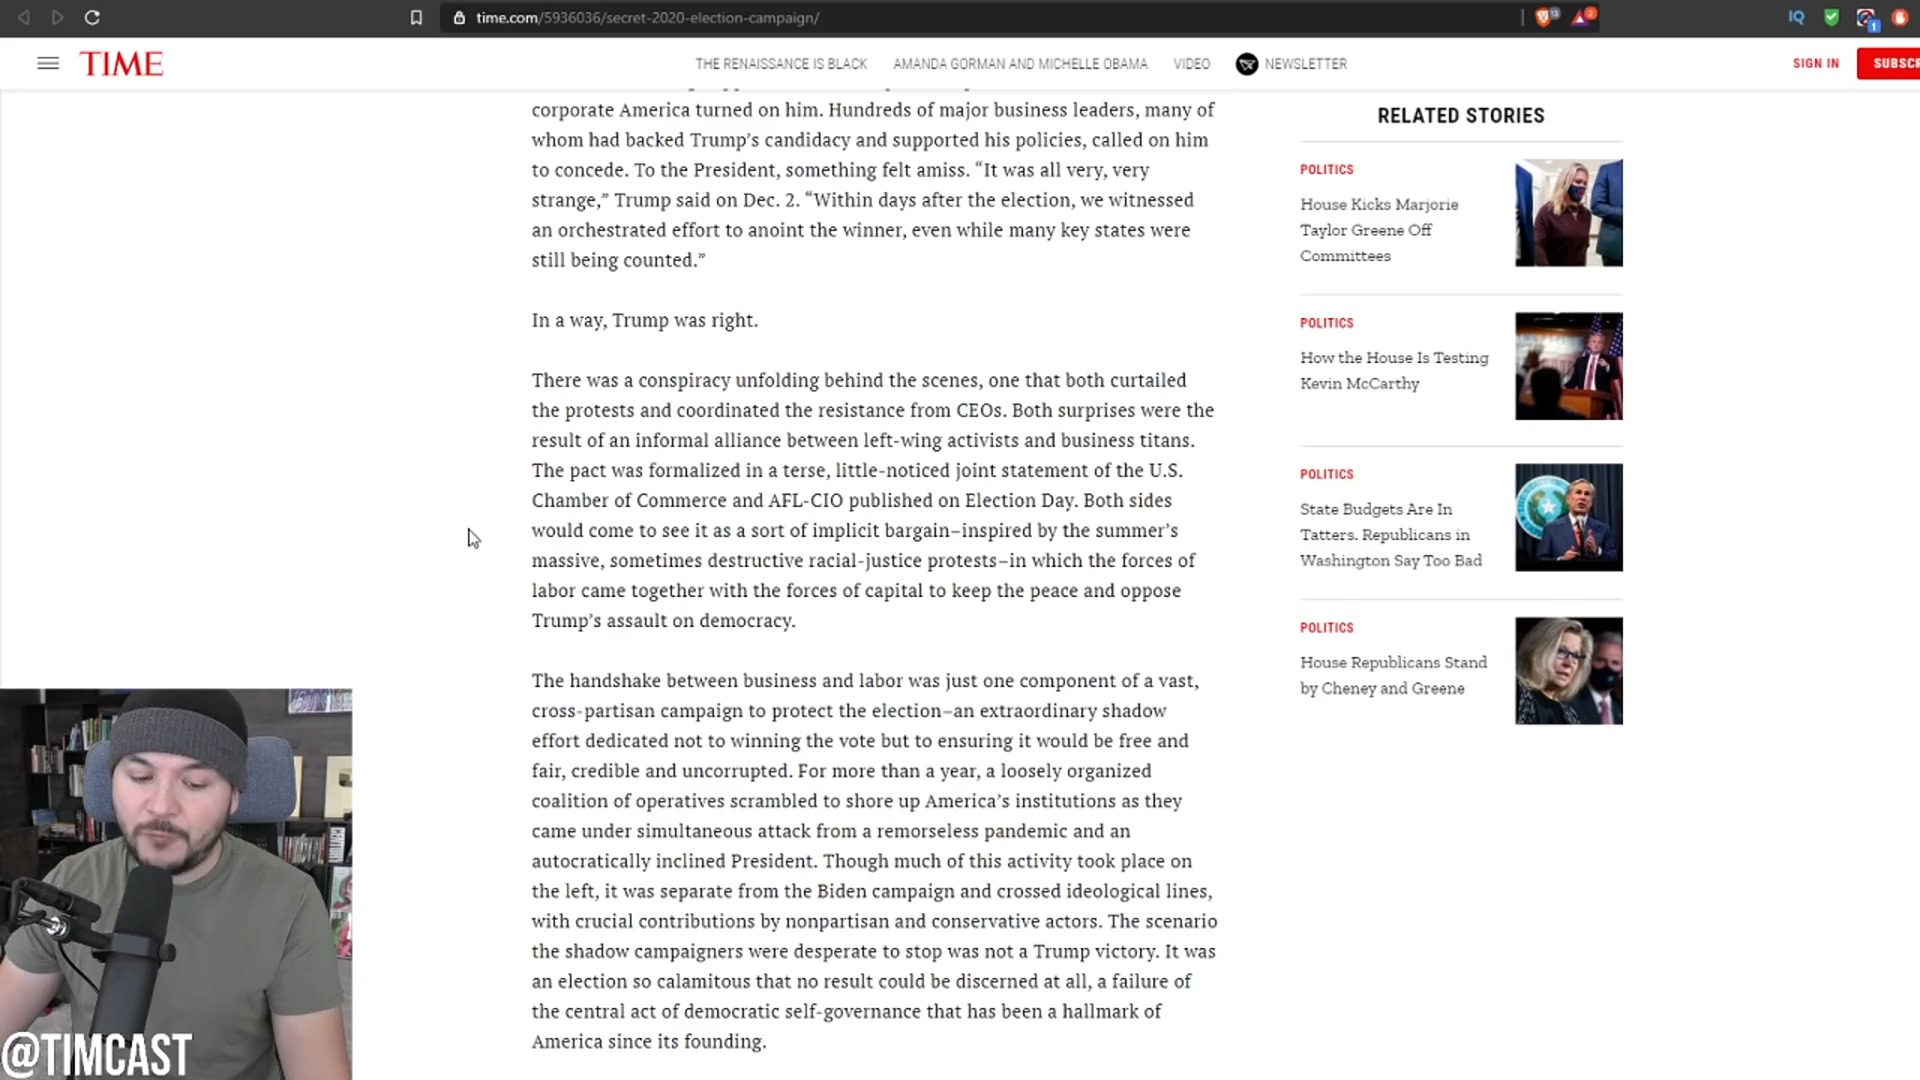 time.com/5936036/secret-2020-election-campaign/
TIME
THE RENAISSANCE IS BLACK
AMANDA GORMAN AND MICHELLE OBAMA
VIDEO
NEWSLETTER
SIGN IN
corporate America turned on him. Hundreds of major business leaders, many of
whom had backed Trump’s candidacy and supported his policies, called on him
to concede. To the President, something felt amiss. “It was all very, very
strange,” Trump said on Dec. 2. “Within days after the election, we witnessed
an orchestrated effort to anoint the winner, even while many key states were
still being counted.”
In a way, Trump was right.
There was a conspiracy unfolding behind the scenes, one that both curtailed
the protests and coordinated the resistance from CEOs. Both surprises were the
result of an informal alliance between left-wing activists and business titans.
The pact was formalized in a terse, little-noticed joint statement of the U.S.
Chamber of Commerce and AFL-CIO published on Election Day. Both sides
would come to see it as a sort of implicit bargain–inspired by the summer’s
massive, sometimes destructive racial-justice protests–in which the forces of
labor came together with the forces of capital to keep the peace and oppose
Trump’s assault on democracy.
The handshake between business and labor was just one component of a vast,
cross-partisan campaign to protect the election–an extraordinary shadow
effort dedicated not to winning the vote but to ensuring it would be free and
fair, credible and uncorrupted. For more than a year, a loosely organized
coalition of operatives scrambled to shore up America’s institutions as they
came under simultaneous attack from a remorseless pandemic and an
autocratically inclined President. Though much of this activity took place on
the left, it was separate from the Biden campaign and crossed ideological lines,
with crucial contributions by nonpartisan and conservative actors. The scenario
the shadow campaigners were desperate to stop was not a Trump victory. It was
an election so calamitous that no result could be discerned at all, a failure of
the central act of democratic self-governance that has been a hallmark of
America since its founding.
RELATED STORIES
POLITICS
House Kicks Marjorie
Taylor Greene Off
Committees
POLITICS
How the House Is Testing
Kevin McCarthy
POLITICS
State Budgets Are In
Tatters. Republicans in
Washington Say Too Bad
POLITICS
House Republicans Stand
by Cheney and Greene
@TIMCAST